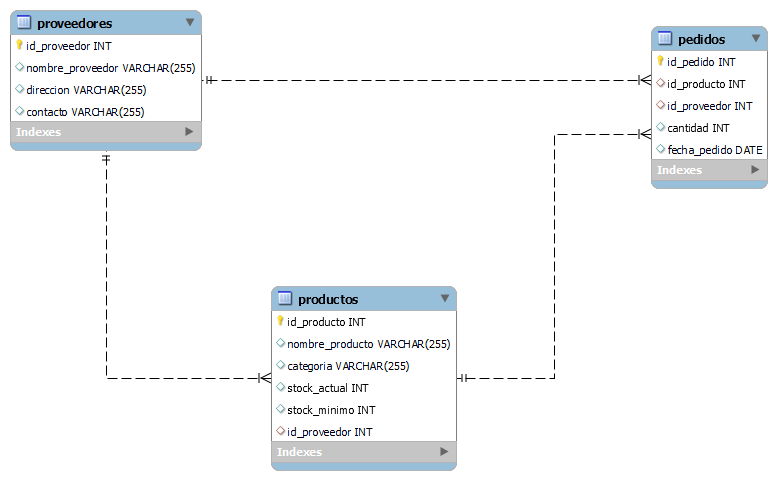 proveedores
id_proveedor INT
nombre_proveedor VARCHAR(255)
direccion VARCHAR(255)
contacto VARCHAR(255)
Indexes
pedidos
id_pedido INT
id_producto INT
id_proveedor INT
cantidad INT
fecha_pedido DATE
Indexes
productos
id_producto INT
nombre_producto VARCHAR(255)
categoria VARCHAR(255)
stock_actual INT
stock_minimo INT
id_proveedor INT
Indexes